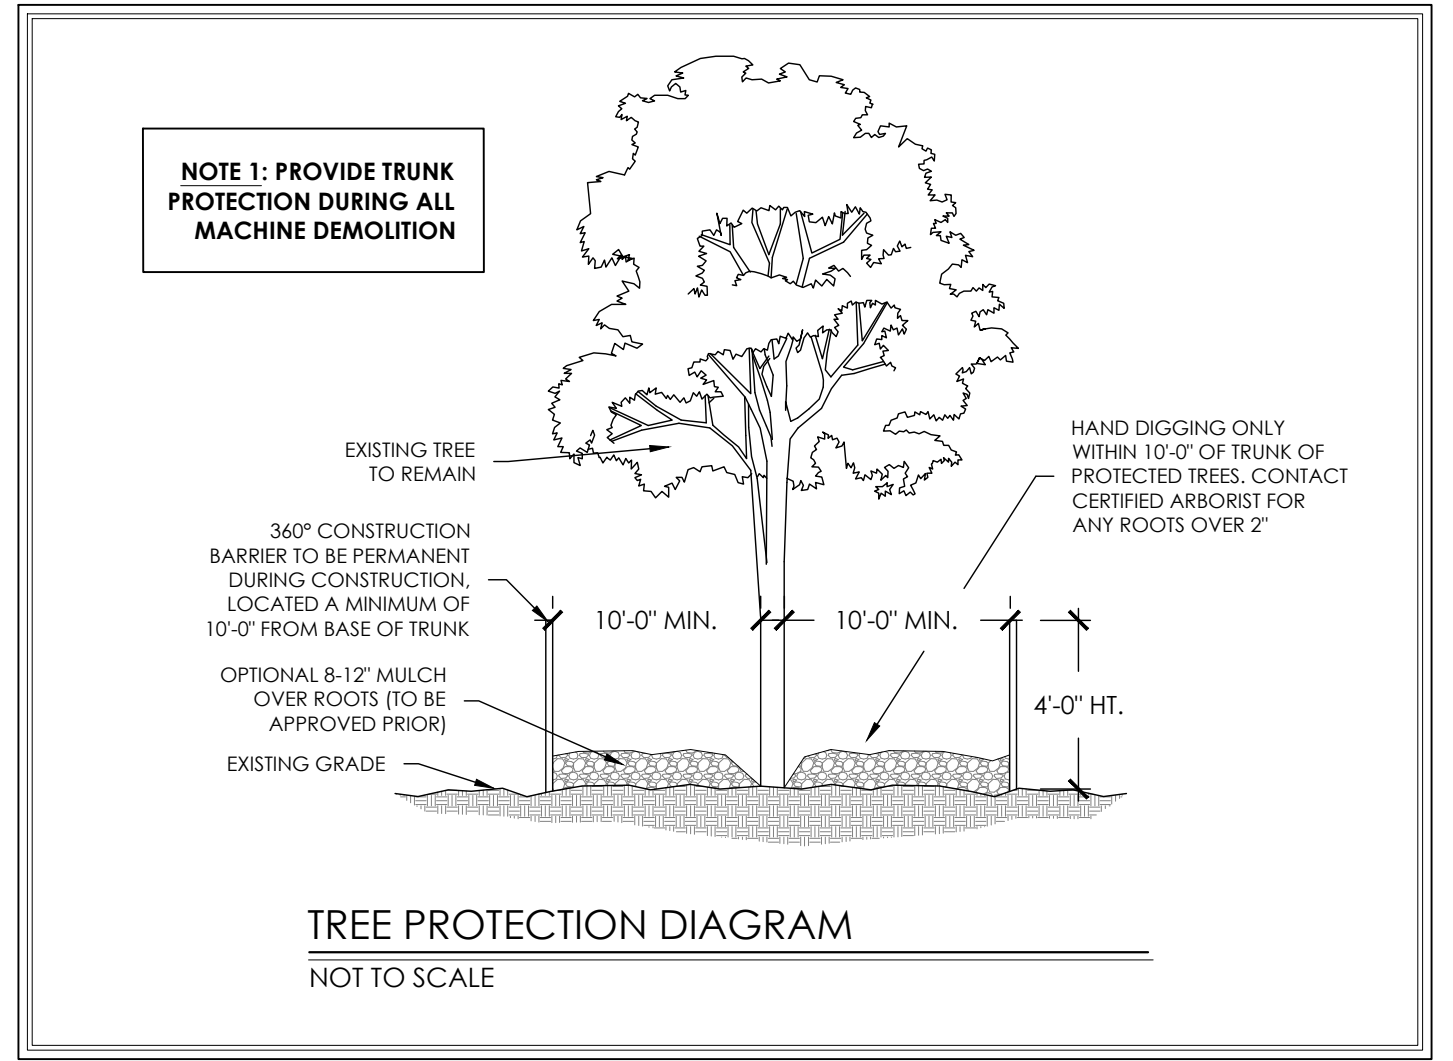 NOTE 1: PROVIDE TRUNK
PROTECTION DURING ALL
MACHINE DEMOLITION
EXISTING TREE
TO REMAIN
HAND DIGGING ONLY
WITHIN 10'-0" OF TRUNK OF
PROTECTED TREES. CONTACT
CERTIFIED ARBORIST FOR
ANY ROOTS OVER 2"
360° CONSTRUCTION
BARRIER TO BE PERMANENT
DURING CONSTRUCTION,
LOCATED A MINIMUM OF
10'-0" FROM BASE OF TRUNK
10'-0" MIN.
10'-0" MIN.
OPTIONAL 8-12" MULCH
OVER ROOTS (TO BE
APPROVED PRIOR)
4'-0" HT.
EXISTING GRADE
TREE PROTECTION DIAGRAM
NOT TO SCALE